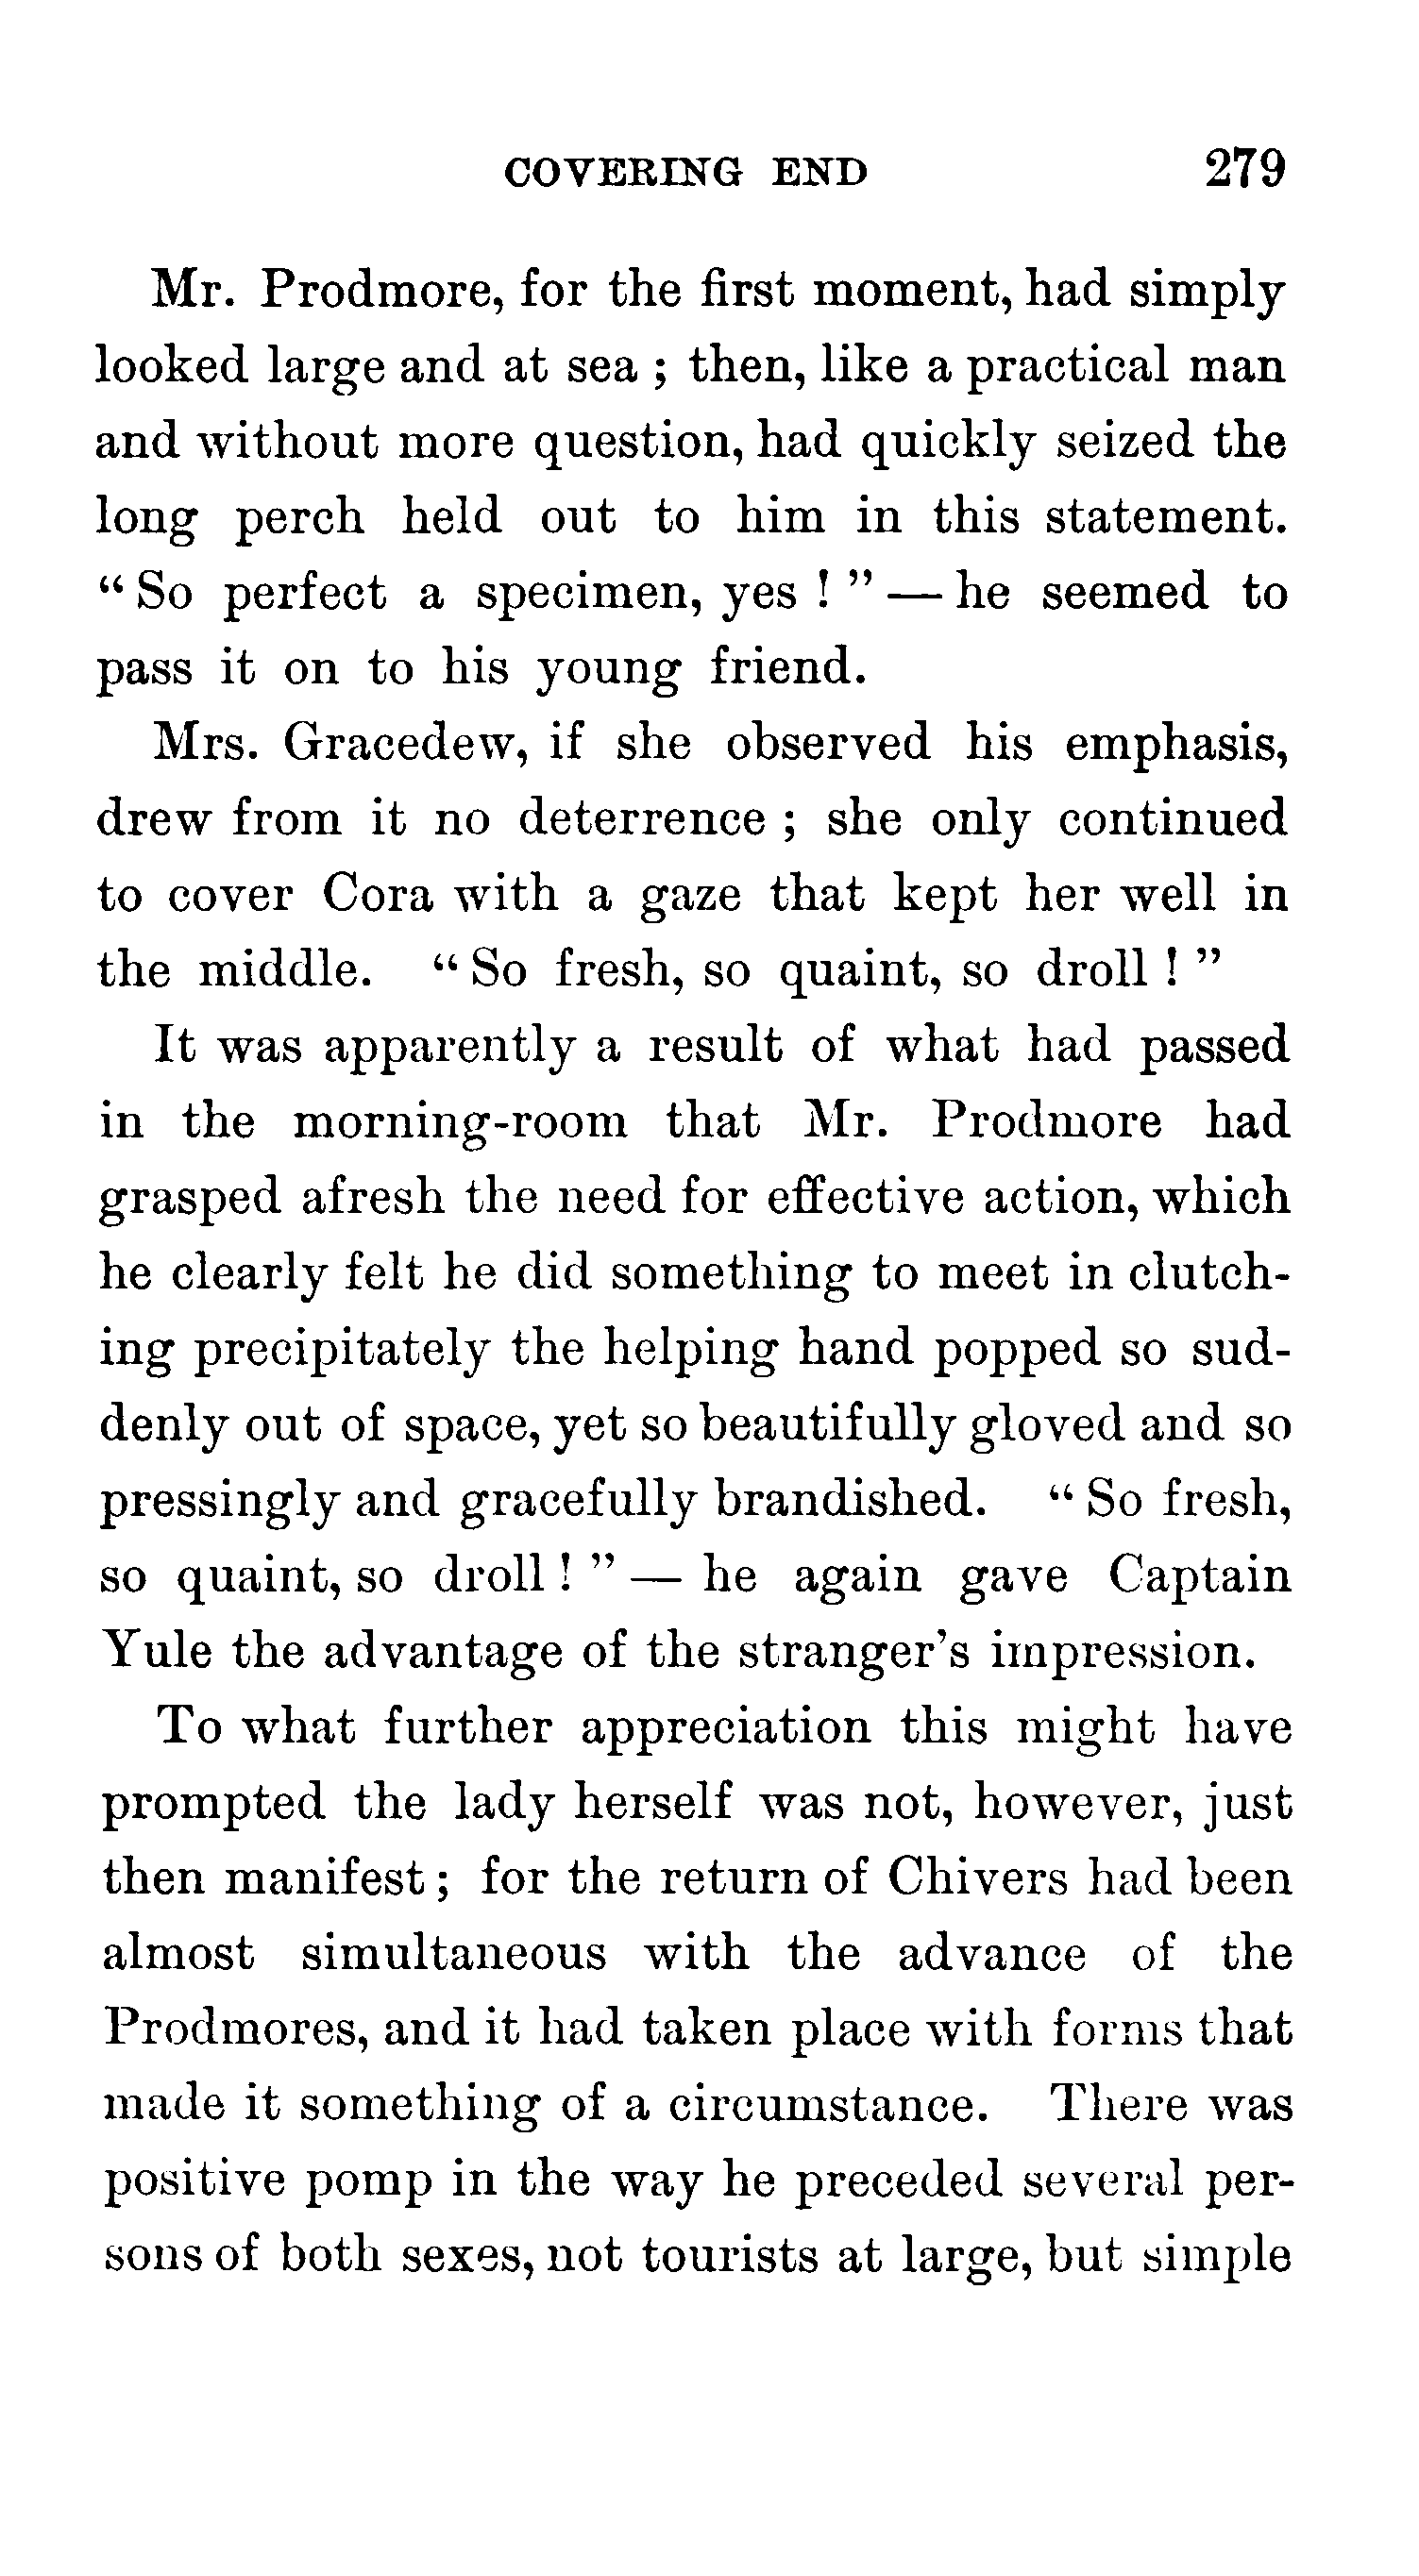 COVERING END 279
Mr. Prodmore, for the first moment, had simply
looked large and at sea ; then, like a practical man
and without more question, had quickly seized the
long perch held out to him in this statement.
“ So perfect a specimen, yes ! ” — he seemed to
pass it on to his young friend.
Mrs. Gracedew, if she observed his emphasis,
drew from it no deterrence ; she only continued
to cover Cora with a gaze that kept her well in
the middle. “ So fresh, so quaint, so droll ! ”
It was apparently a result of what had passed
in the morning-room that Mr. Prodmore had
grasped afresh the need for effective action, which
he clearly felt he did something to meet in clutch-
ing precipitately the helping hand popped so sud-
denly out of space, yet so beautifully gloved and so
pressingly and gracefully brandished. “ So fresh,
so quaint, so droll ! ” — he again gave Captain
Yule the advantage of the stranger’s impression.
To what further appreciation this might have
prompted the lady herself was not, however, just
then manifest ; for the return of Chivers had been
almost simultaneous with the advance of the
Prodmores, and it had taken place with forms that
made it something of a circumstance. There was
positive pomp in the way he preceded several per-
sons of both sexes, not tourists at large, but simple